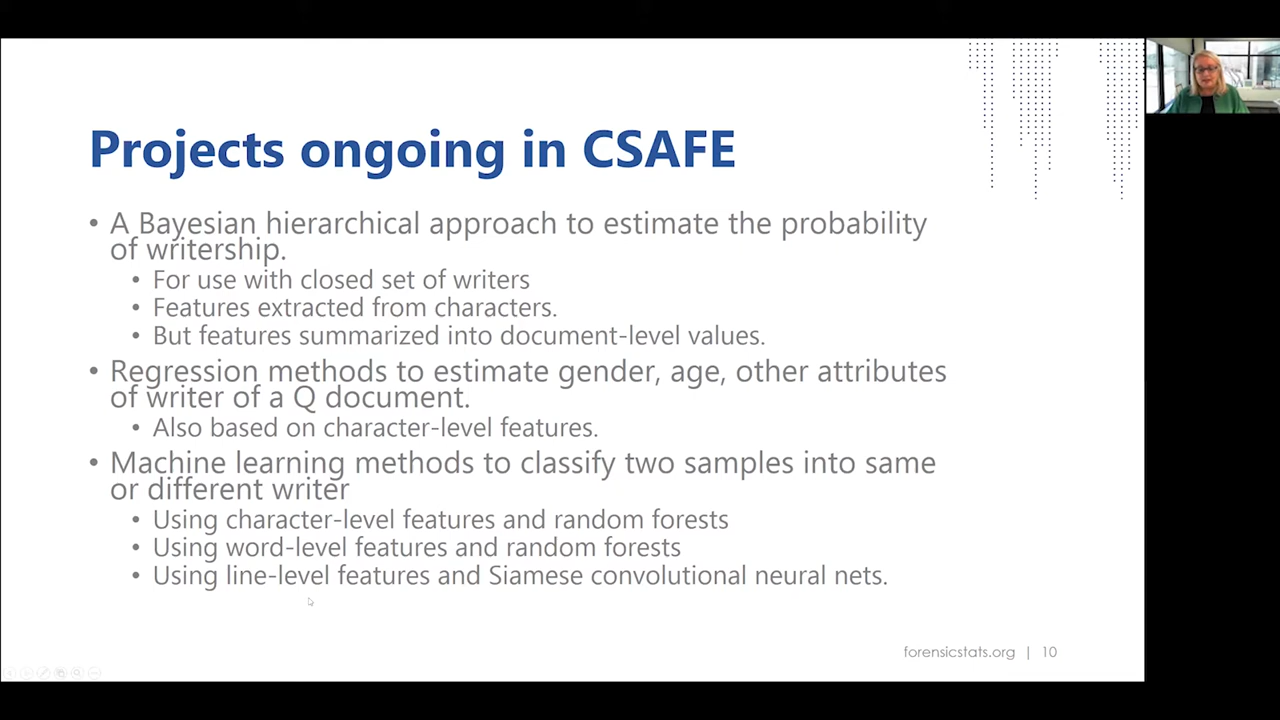 Projects ongoing in CSAFE
• A Bayesian hierarchical approach to estimate the probability
of writership.
• For use with closed set of writers
• Features extracted from characters.
• But features summarized into document-level values.
• Regression methods to estimate gender, age, other attributes
of writer of a Q document.
• Also based on character-level features.
• Machine learning methods to classify two samples into same
or different writer
• Using character-level features and random forests
• Using word-level features and random forests
• Using line-level features and Siamese convolutional neural nets.
forensicstats.org | 10